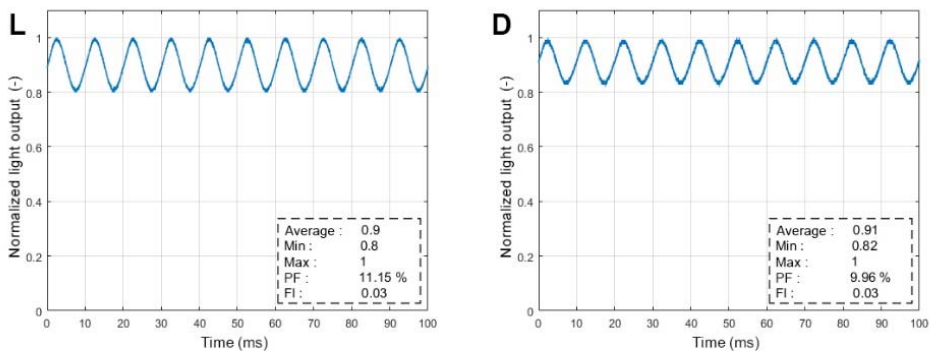 L
Normalized light output (-)
1
0.8
0.6
0.4
0.2
0
0 10 20 30 40 50 60 70 80 90 100
Time (ms)
Average : 0.9
Min : 0.8
Max : 1
PF : 11.15 %
FI : 0.03
D
Normalized light output (-)
1
0.8
0.6
0.4
0.2
0
0 10 20 30 40 50 60 70 80 90 100
Time (ms)
Average : 0.91
Min : 0.82
Max : 1
PF : 9.96 %
FI : 0.03